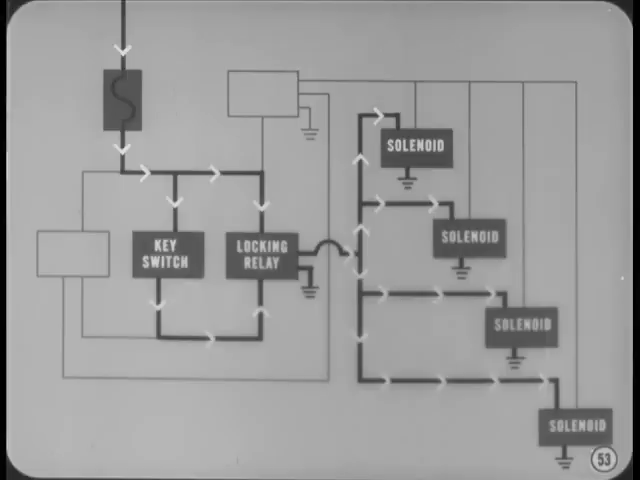 SOLENOID
KEY
SWITCH
LOCKING
RELAY
SOLENOID
SOLENOID
SOLENOID
53